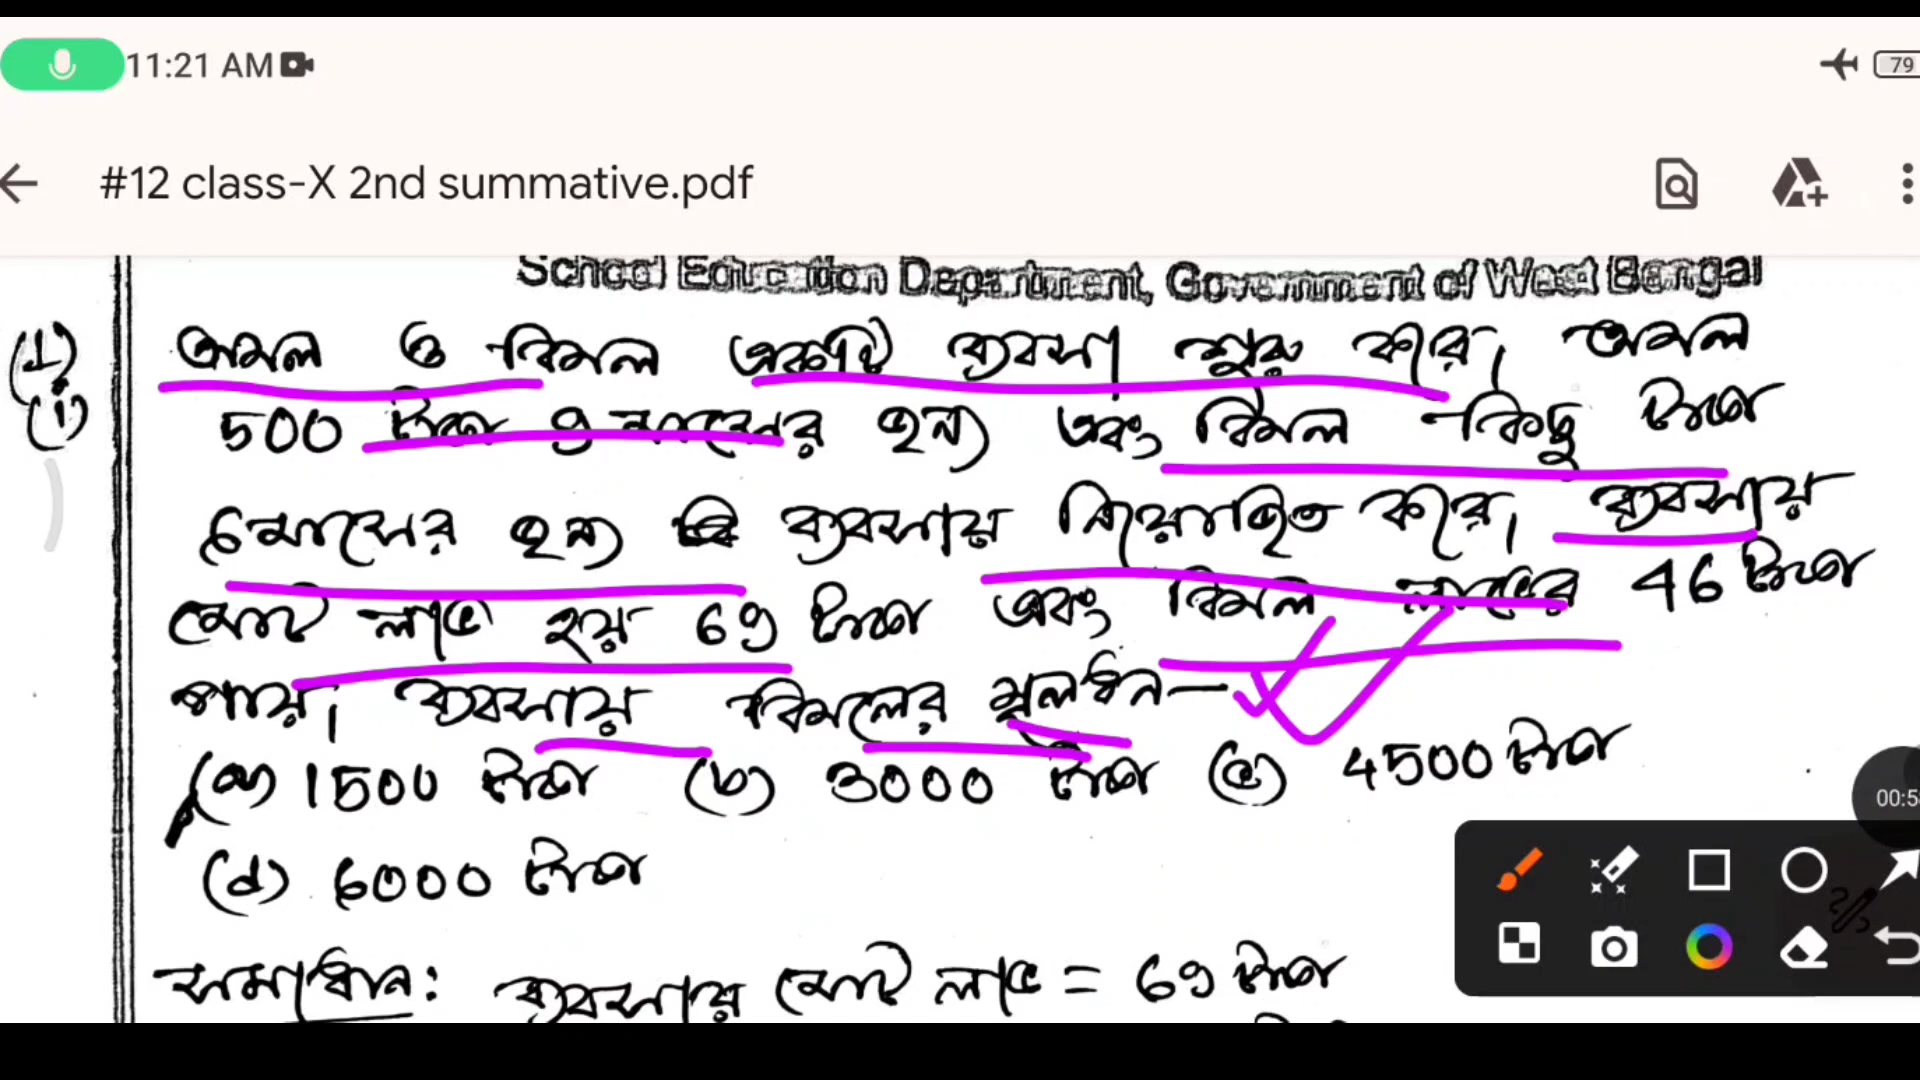 11:21 AM
79
#12 class-X 2nd summative.pdf
School Education Department, Government of West Bengal
(1) অমল ও বিমল একটি ব্যবসা শুরু করে। অমল
(i) 500 টাকা 9 মাসের জন্য এবং বিমল কিছু টাকা
6 মাসের জন্য ব্যবসায় নিয়োজিত করে। ব্যবসায়
মোট লাভ হয় 69 টাকা এবং বিমল লাভের 46 টাকা
পায়। ব্যবসায় বিমলের মূলধন—
(a) 1500 টাকা (b) 3000 টাকা (c) 4500 টাকা
(d) 6000 টাকা
00:5
সমাধান: ব্যবসায় মোট লাভ = 69 টাকা